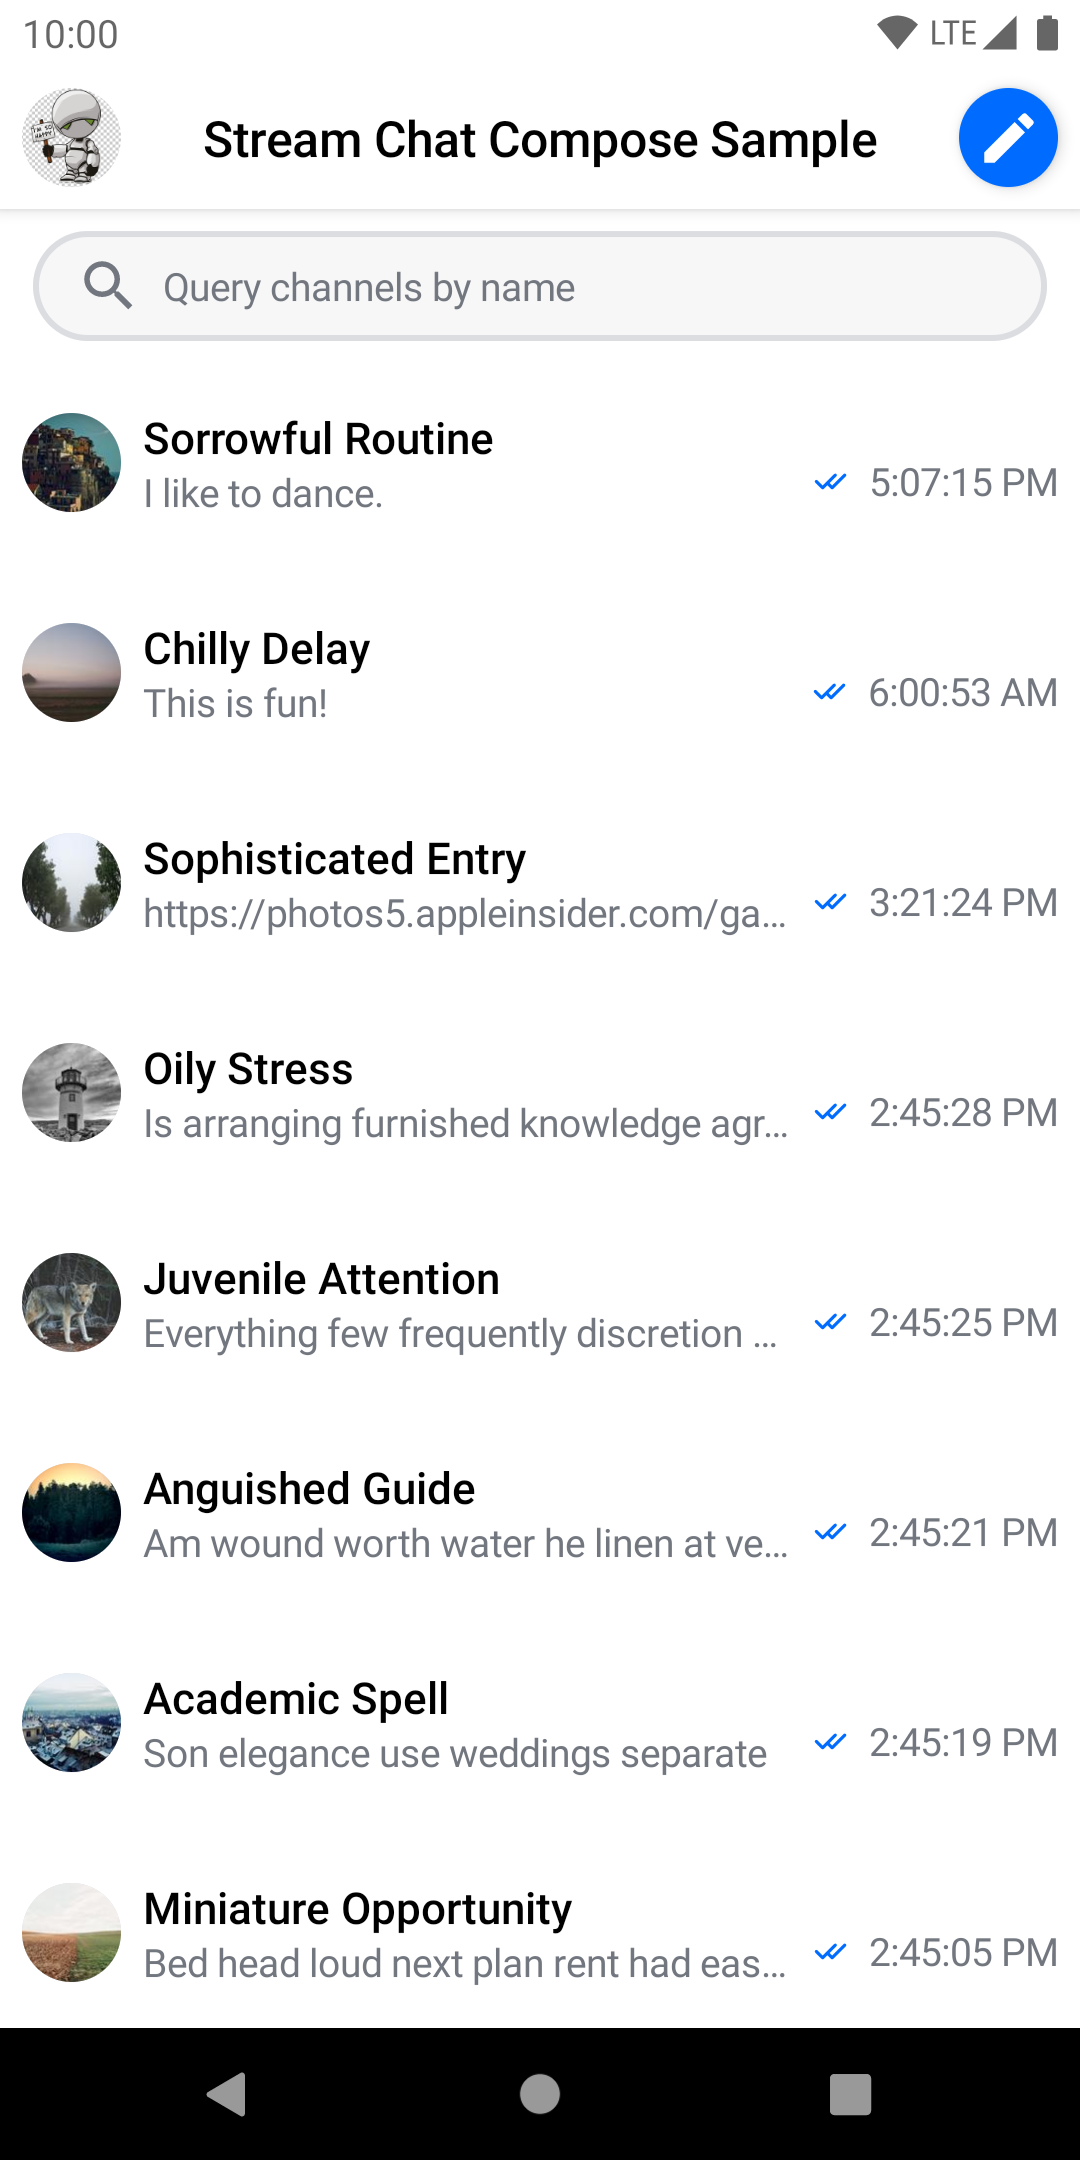 10:00
LTE
I'M SO
HAPPY
Stream Chat Compose Sample
Query channels by name
Sorrowful Routine
I like to dance.
5:07:15 PM
Chilly Delay
This is fun!
6:00:53 AM
Sophisticated Entry
https://photos5.appleinsider.com/ga...
3:21:24 PM
Oily Stress
Is arranging furnished knowledge agr...
2:45:28 PM
Juvenile Attention
Everything few frequently discretion ...
2:45:25 PM
Anguished Guide
Am wound worth water he linen at ve...
2:45:21 PM
Academic Spell
Son elegance use weddings separate
2:45:19 PM
Miniature Opportunity
Bed head loud next plan rent had eas...
2:45:05 PM